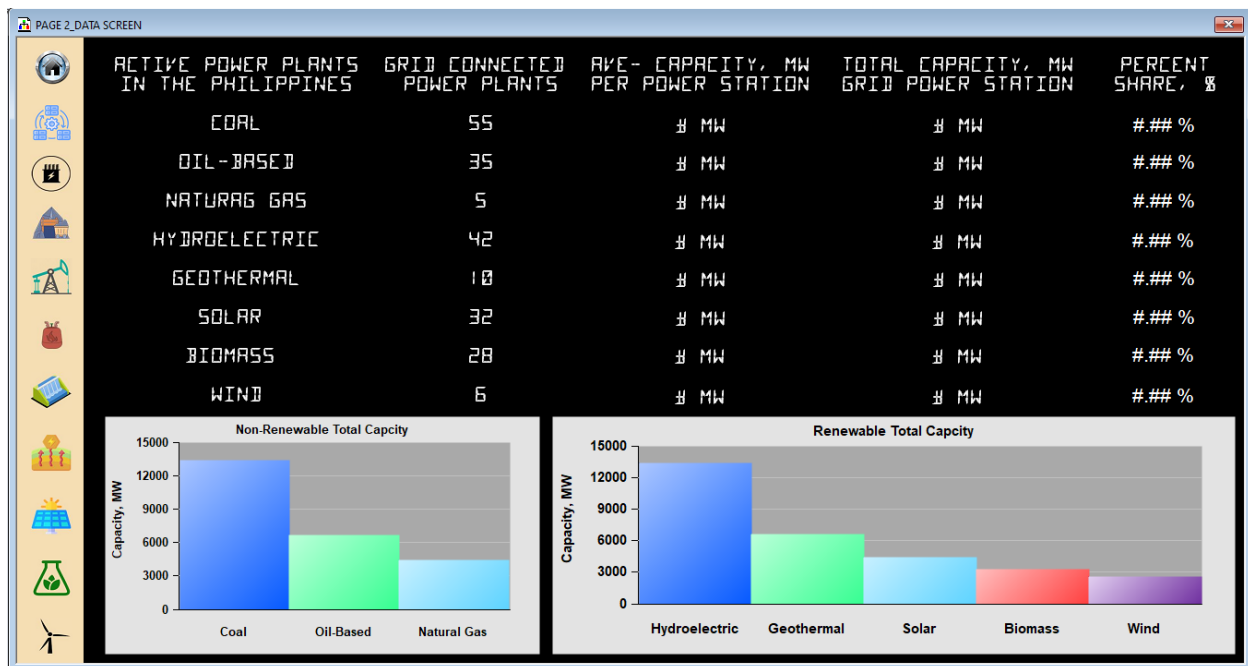 PAGE 2_DATA SCREEN
ACTIVE POWER PLANTS IN THE PHILIPPINES GRID CONNECTED POWER PLANTS AVE- CAPACITY, MW PER POWER STATION TOTAL CAPACITY, MW GRID POWER STATION PERCENT SHARE, %
COAL 55 # MW # MW #.## %
OIL-BASED 35 # MW # MW #.## %
NATURAG GAS 5 # MW # MW #.## %
HYDROELECTRIC 42 # MW # MW #.## %
GEOTHERMAL 10 # MW # MW #.## %
SOLAR 32 # MW # MW #.## %
BIOMASS 28 # MW # MW #.## %
WIND 6 # MW # MW #.## %
Non-Renewable Total Capcity
Capacity, MW
15000
12000
9000
6000
3000
0
Coal Oil-Based Natural Gas
Renewable Total Capcity
Capacity, MW
15000
12000
9000
6000
3000
0
Hydroelectric Geothermal Solar Biomass Wind